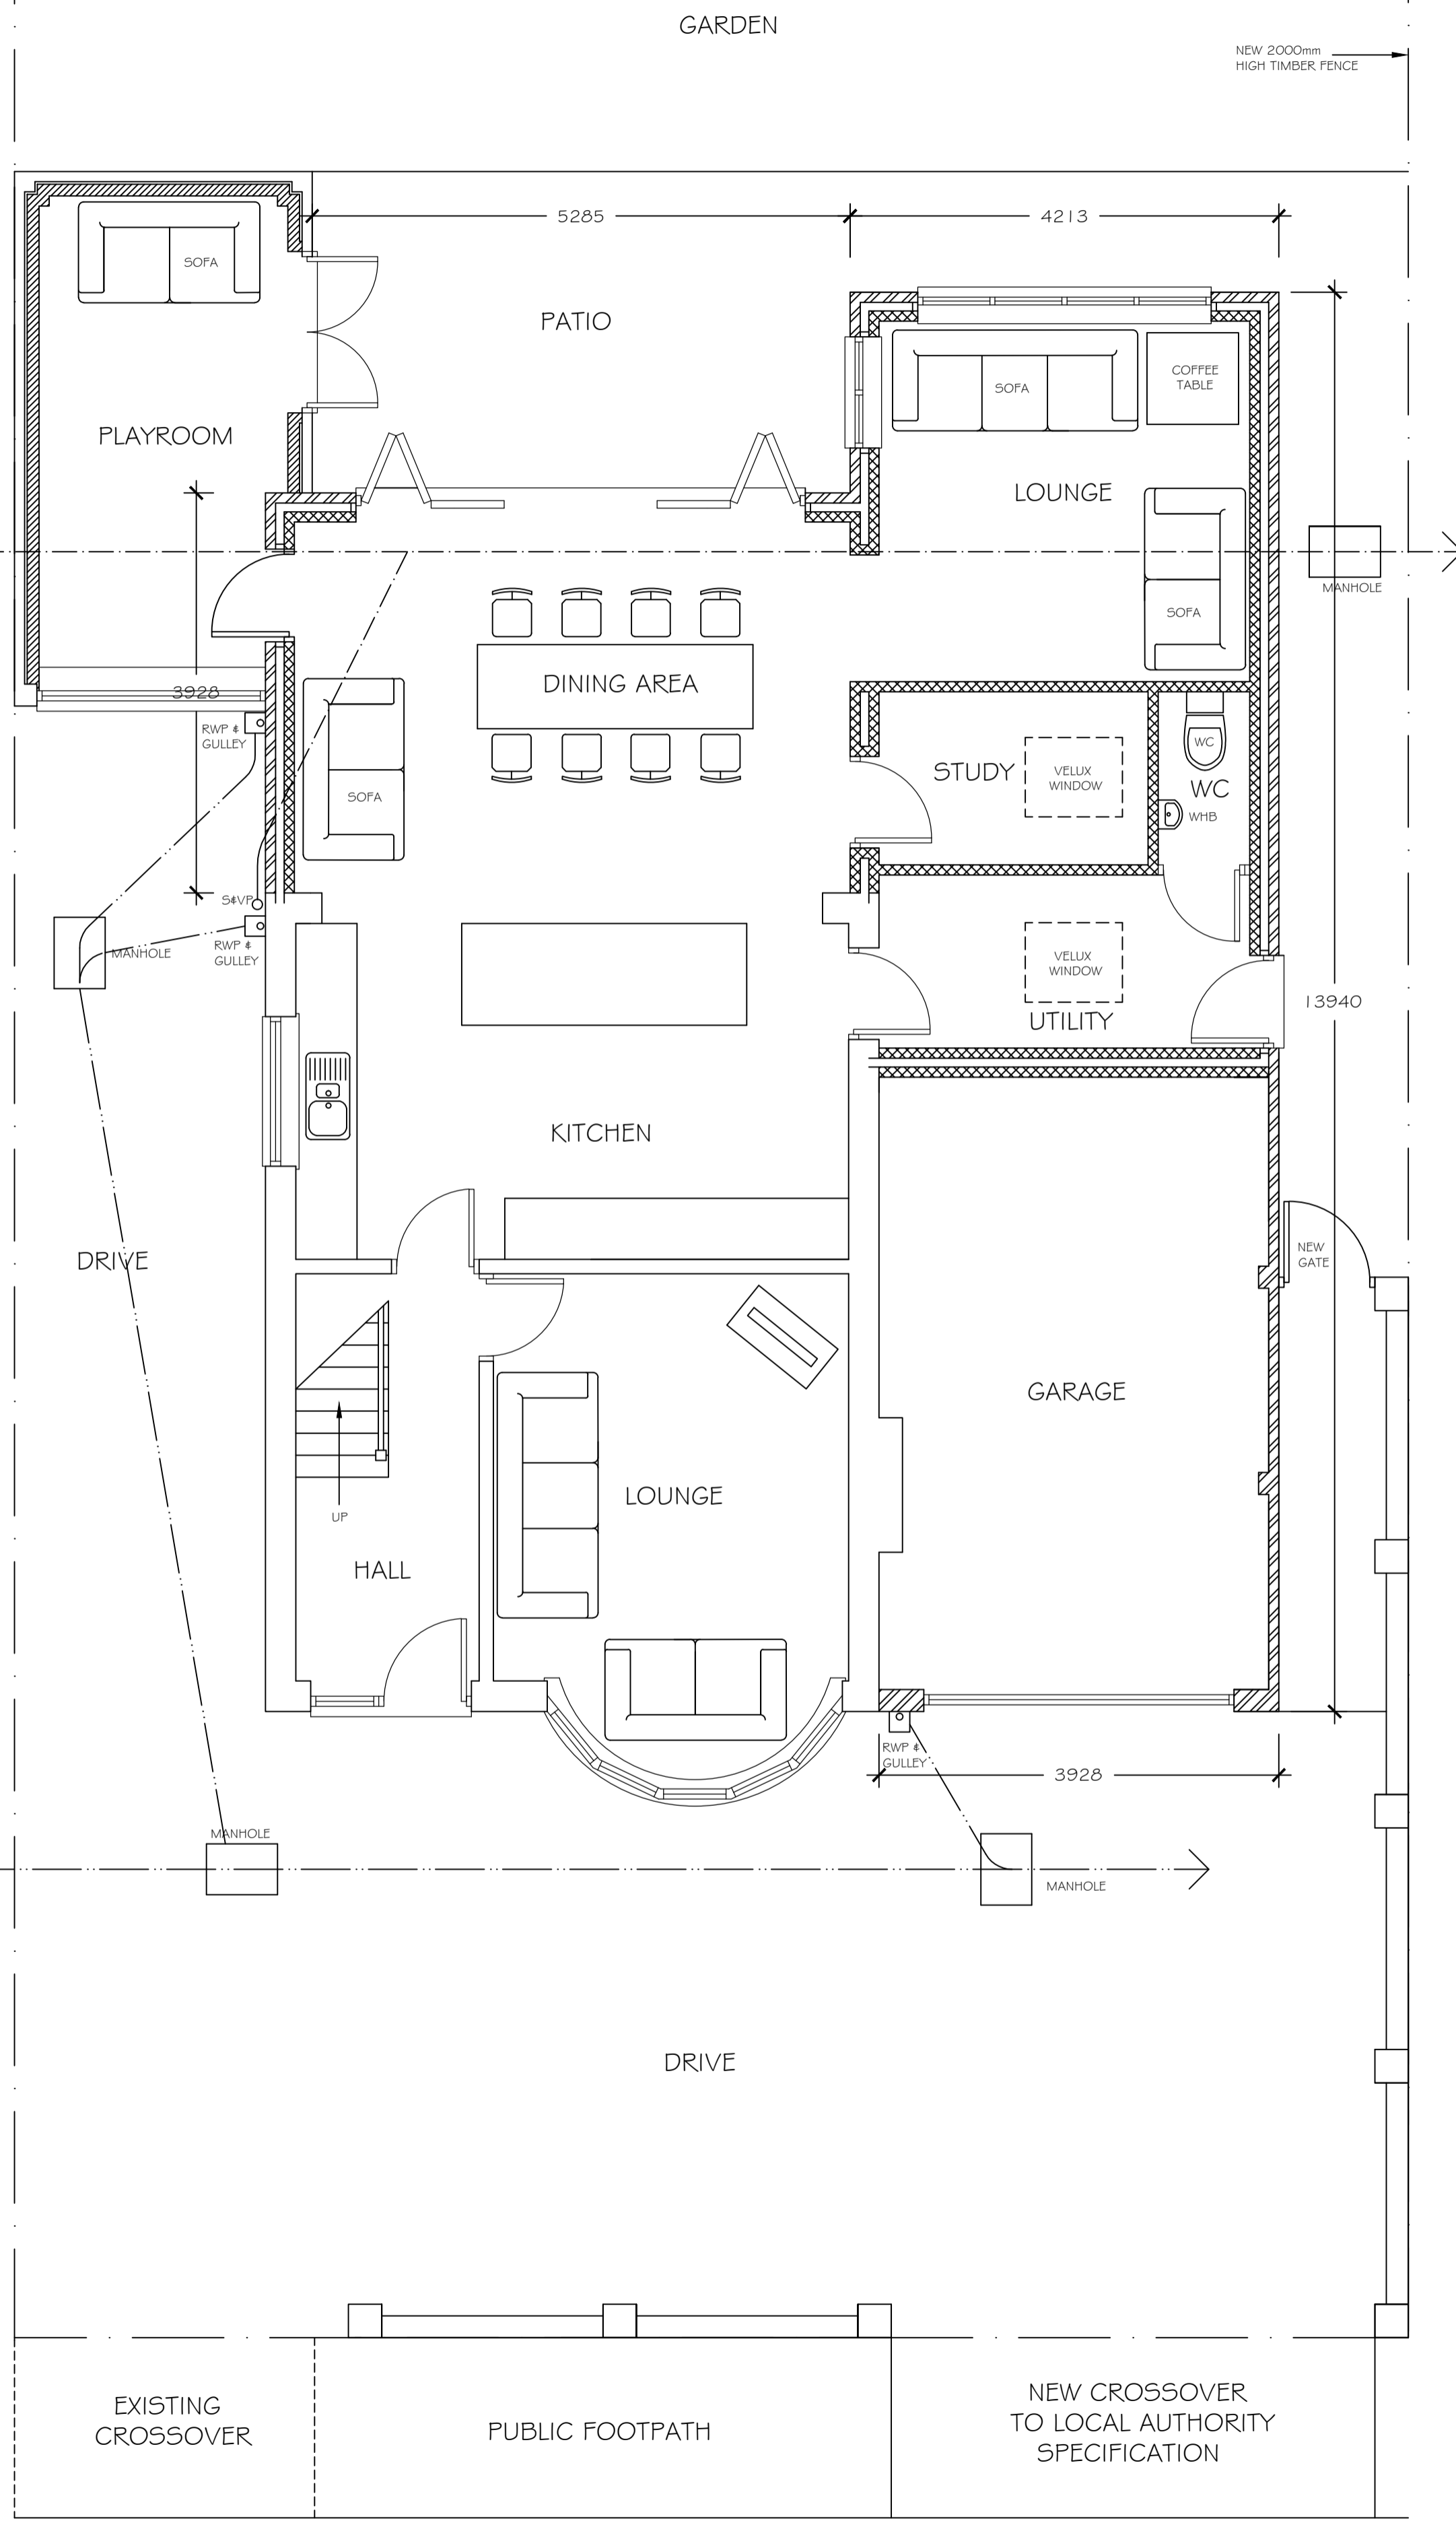 GARDEN
NEW 2000mm
HIGH TIMBER FENCE
5285
4213
SOFA
PATIO
PLAYROOM
SOFA
COFFEE
TABLE
LOUNGE
MANHOLE
SOFA
DINING AREA
3928
RWP &
GULLEY
SOFA
STUDY
VELUX
WINDOW
WC
WC
WHB
S&VP
RWP &
GULLEY
MANHOLE
VELUX
WINDOW
UTILITY
13940
KITCHEN
DRIVE
NEW
GATE
GARAGE
LOUNGE
UP
HALL
RWP &
GULLEY
3928
MANHOLE
MANHOLE
DRIVE
EXISTING
CROSSOVER
PUBLIC FOOTPATH
NEW CROSSOVER
TO LOCAL AUTHORITY
SPECIFICATION